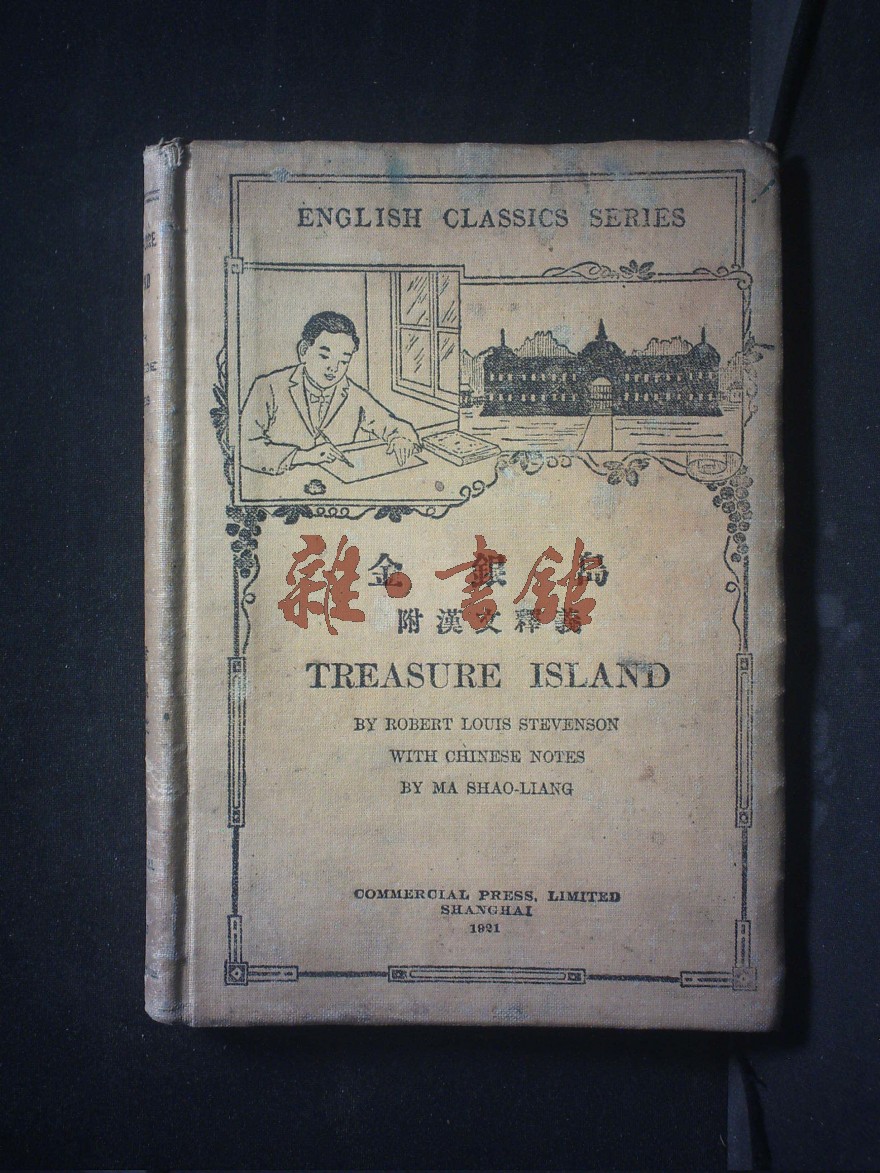 ENGLISH CLASSICS SERIES
金銀島
雜·書館
附漢文釋義
TREASURE ISLAND
BY ROBERT LOUIS STEVENSON
WITH CHINESE NOTES
BY MA SHAO-LIANG
COMMERCIAL PRESS, LIMITED
SHANGHAI
1921